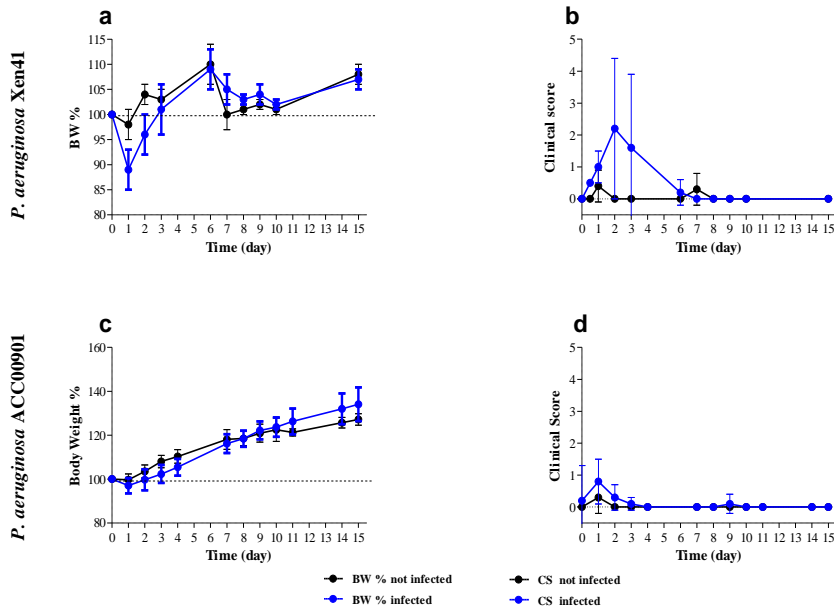 a
P. aeruginosa Xen41
BW %
115
110
105
100
95
90
85
80
0 1 2 3 4 5 6 7 8 9 10 11 12 13 14 15
Time (day)
b
Clinical score
5
4
3
2
1
0
0 1 2 3 4 5 6 7 8 9 10 11 12 13 14 15
Time (day)
c
P. aeruginosa ACC00901
Body Weight %
160
140
120
100
80
0 1 2 3 4 5 6 7 8 9 10 11 12 13 14 15
Time (day)
d
Clinical Score
5
4
3
2
1
0
0 1 2 3 4 5 6 7 8 9 10 11 12 13 14 15
Time (day)
BW % not infected
BW % infected
CS not infected
CS infected